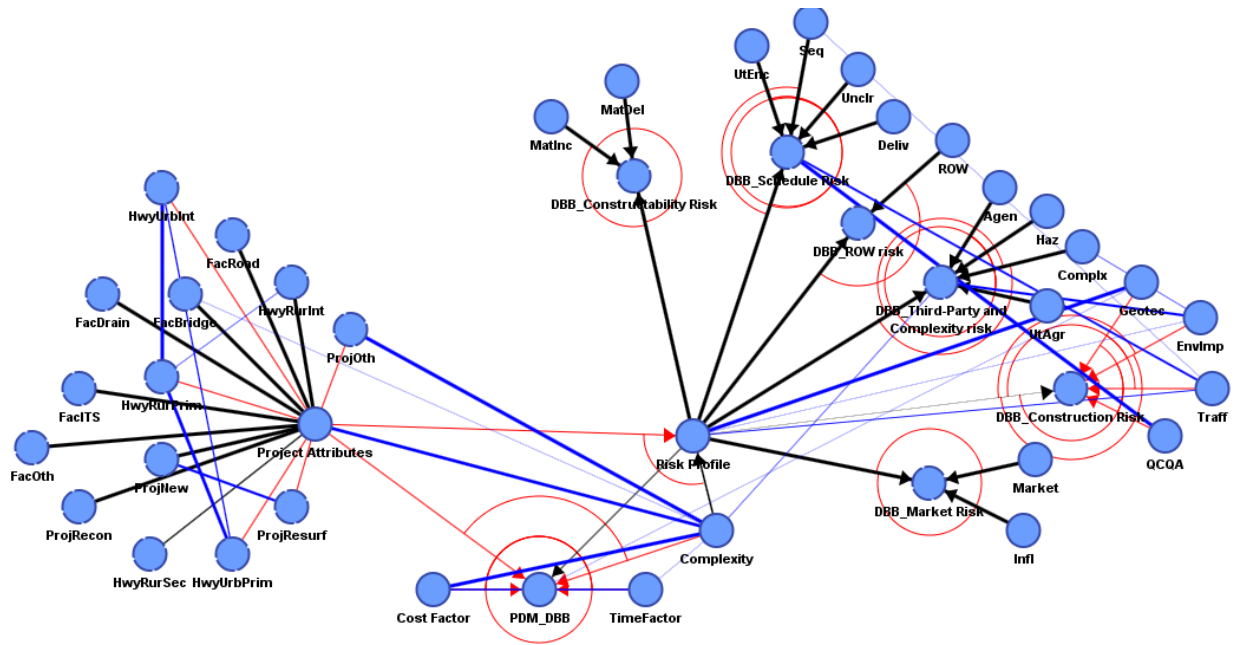 Seq
UtEnc
Unclr
MatDel
MatInc
Deliv
ROW
DBB_Schedule Risk
HwyUrbInt
DBB_Constructability Risk
Agen
FacRoad
Haz
DBB_ROW risk
Complx
HwyRurInt
FacDrain
FacBridge
DBB_Third-Party and
Complexity risk
Geotec
UtAgr
EnvImp
ProjOth
HwyRurPrim
FacITS
DBB_Construction Risk
Traff
Project Attributes
Risk Profile
FacOth
ProjNew
QCQA
Market
DBB_Market Risk
ProjRecon
ProjResurf
Complexity
Infl
HwyRurSec
HwyUrbPrim
Cost Factor
PDM_DBB
TimeFactor